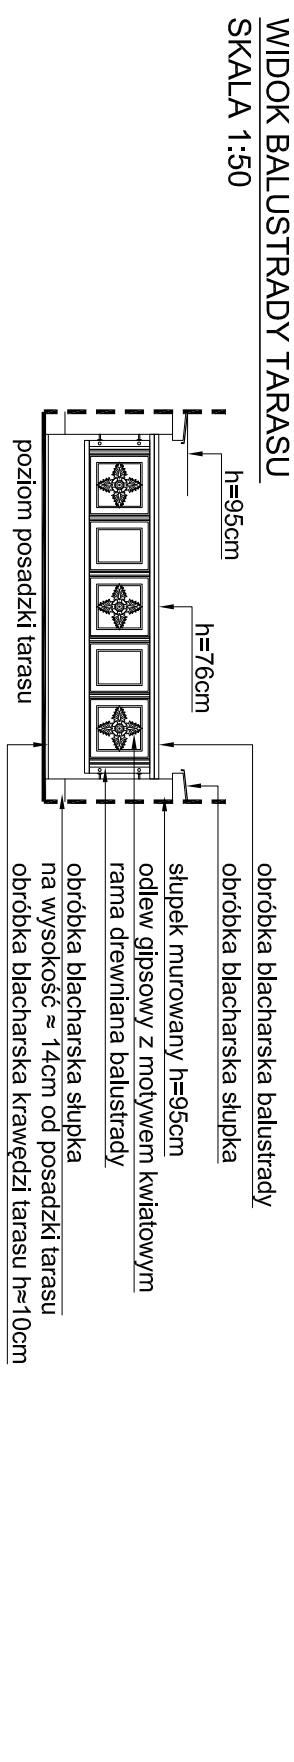 WIDOK BALUSTRADY TARASU
SKALA 1:50
h=95cm
h=76cm
poziom posadzki tarasu
obróbka blacharska balustrady
obróbka blacharska słupka
słupek murowany h=95cm
odlew gipsowy z motywem kwiatowym
rama drewniana balustrady
obróbka blacharska słupka
na wysokość ≈ 14cm od posadzki tarasu
obróbka blacharska krawędzi tarasu h≈10cm